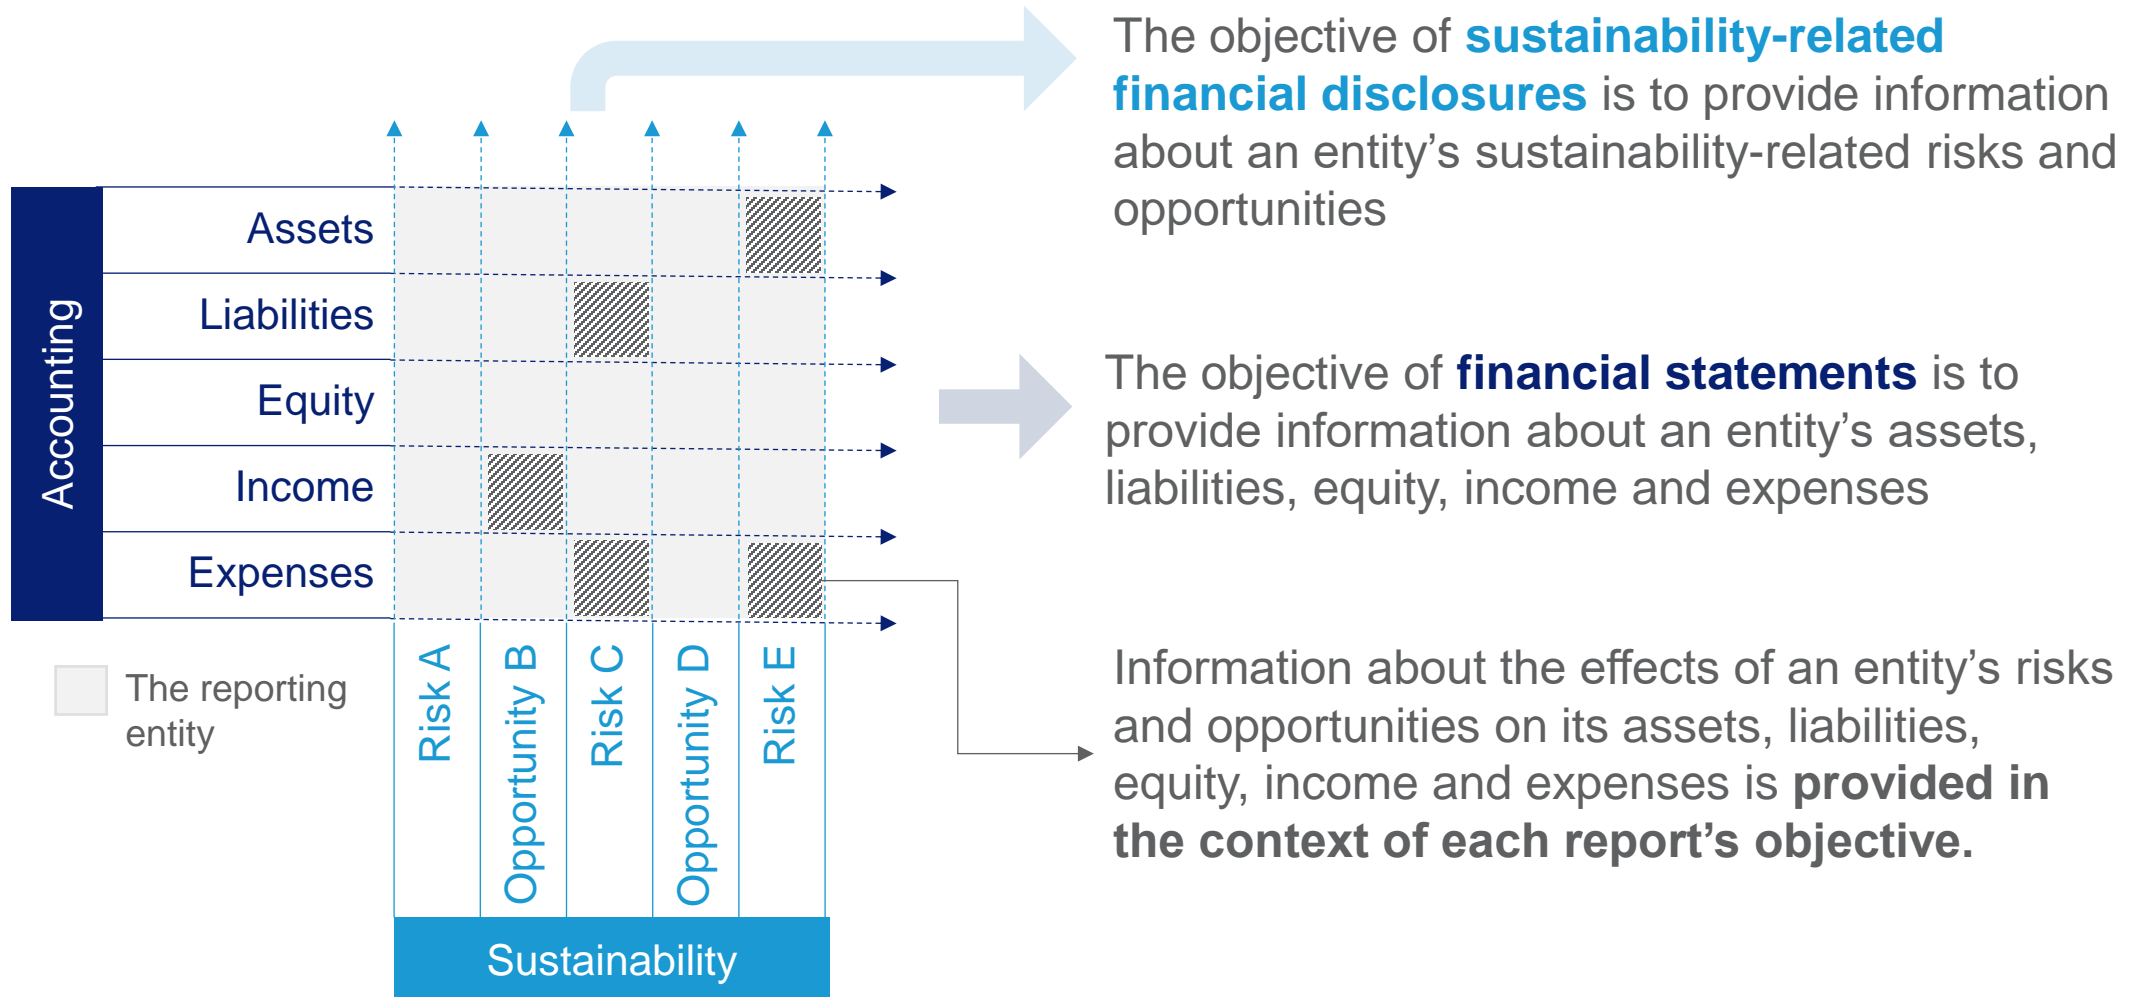 The objective of sustainability-related
financial disclosures is to provide information
about an entity’s sustainability-related risks and
opportunities
Accounting
Assets
Liabilities
Equity
Income
Expenses
The objective of financial statements is to
provide information about an entity’s assets,
liabilities, equity, income and expenses
The reporting
entity
Risk A
Opportunity B
Risk C
Opportunity D
Risk E
Sustainability
Information about the effects of an entity’s risks
and opportunities on its assets, liabilities,
equity, income and expenses is provided in
the context of each report’s objective.